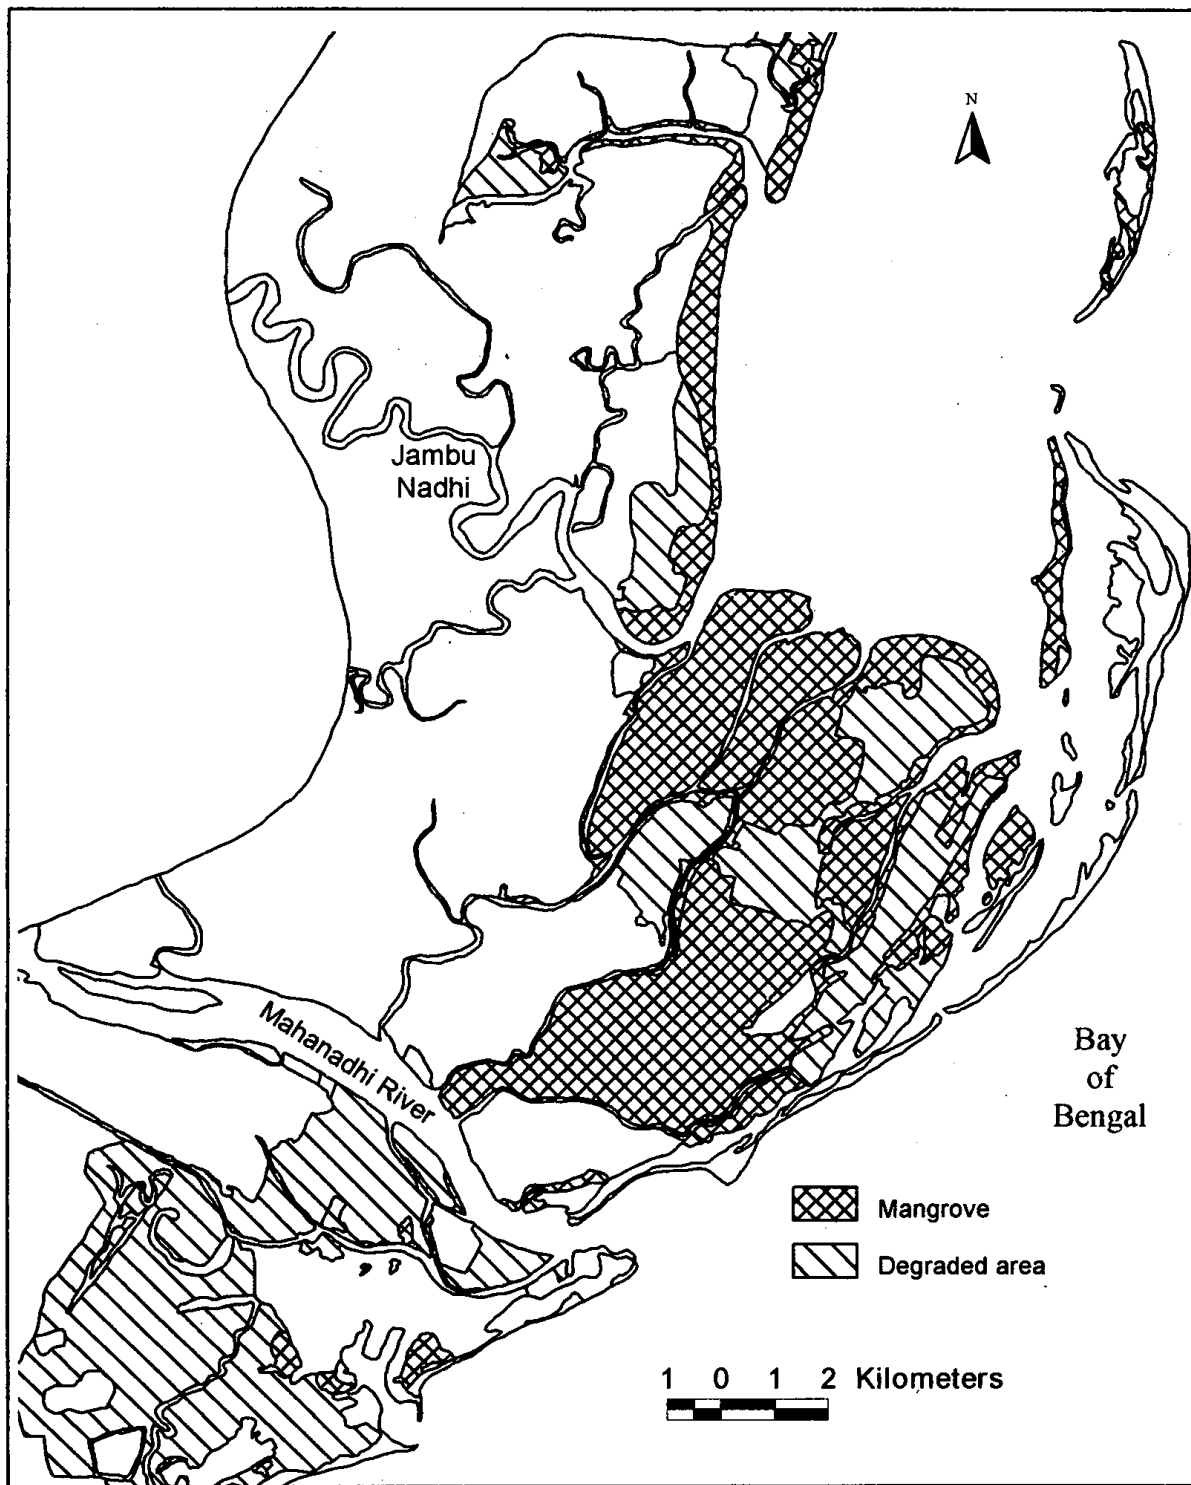 N
Jambu
Nadhi
Mahanadhi River
Bay
of
Bengal
Mangrove
Degraded area
1 0 1 2 Kilometers